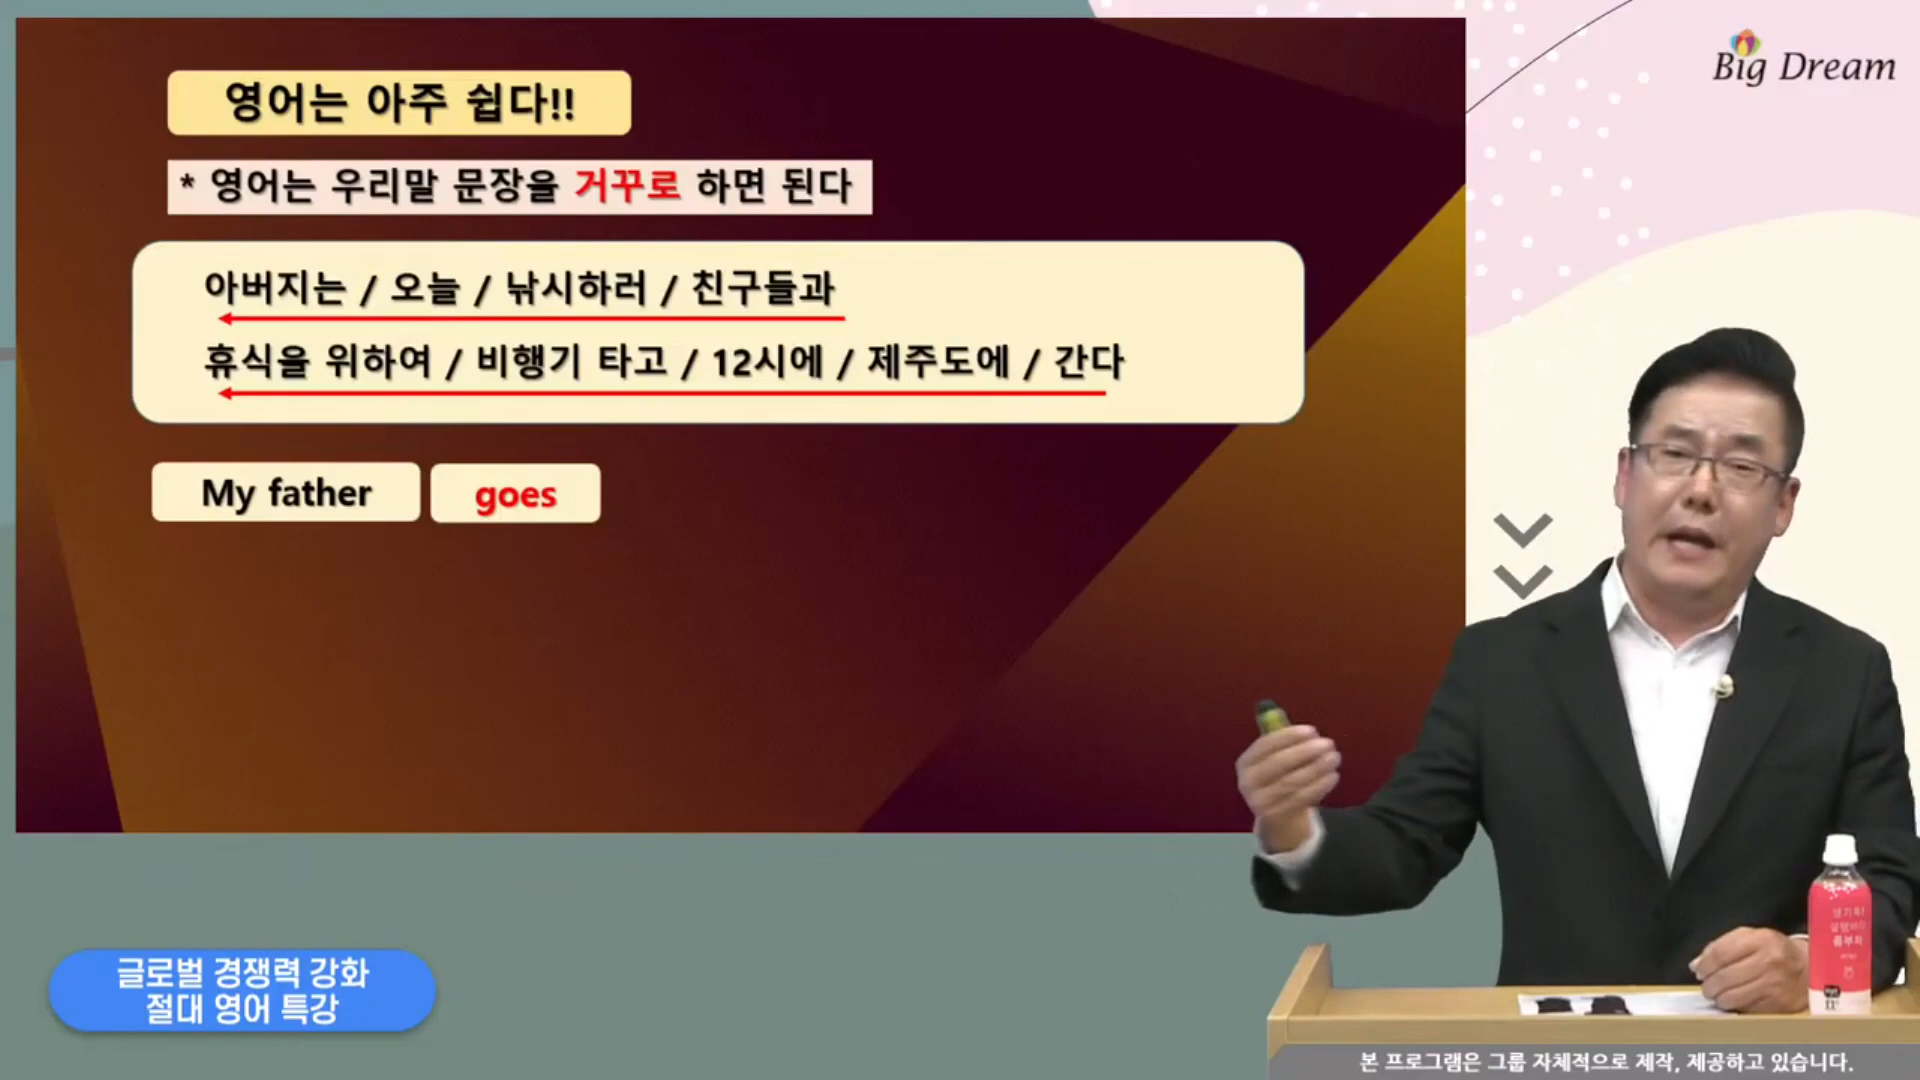 Big Dream
영어는 아주 쉽다!!
* 영어는 우리말 문장을 거꾸로 하면 된다
아버지는 / 오늘 / 낚시하러 / 친구들과
휴식을 위하여 / 비행기 타고 / 12시에 / 제주도에 / 간다
My father goes
글로벌 경쟁력 강화
절대 영어 특강
본 프로그램은 그룹 자체적으로 제작, 제공하고 있습니다.